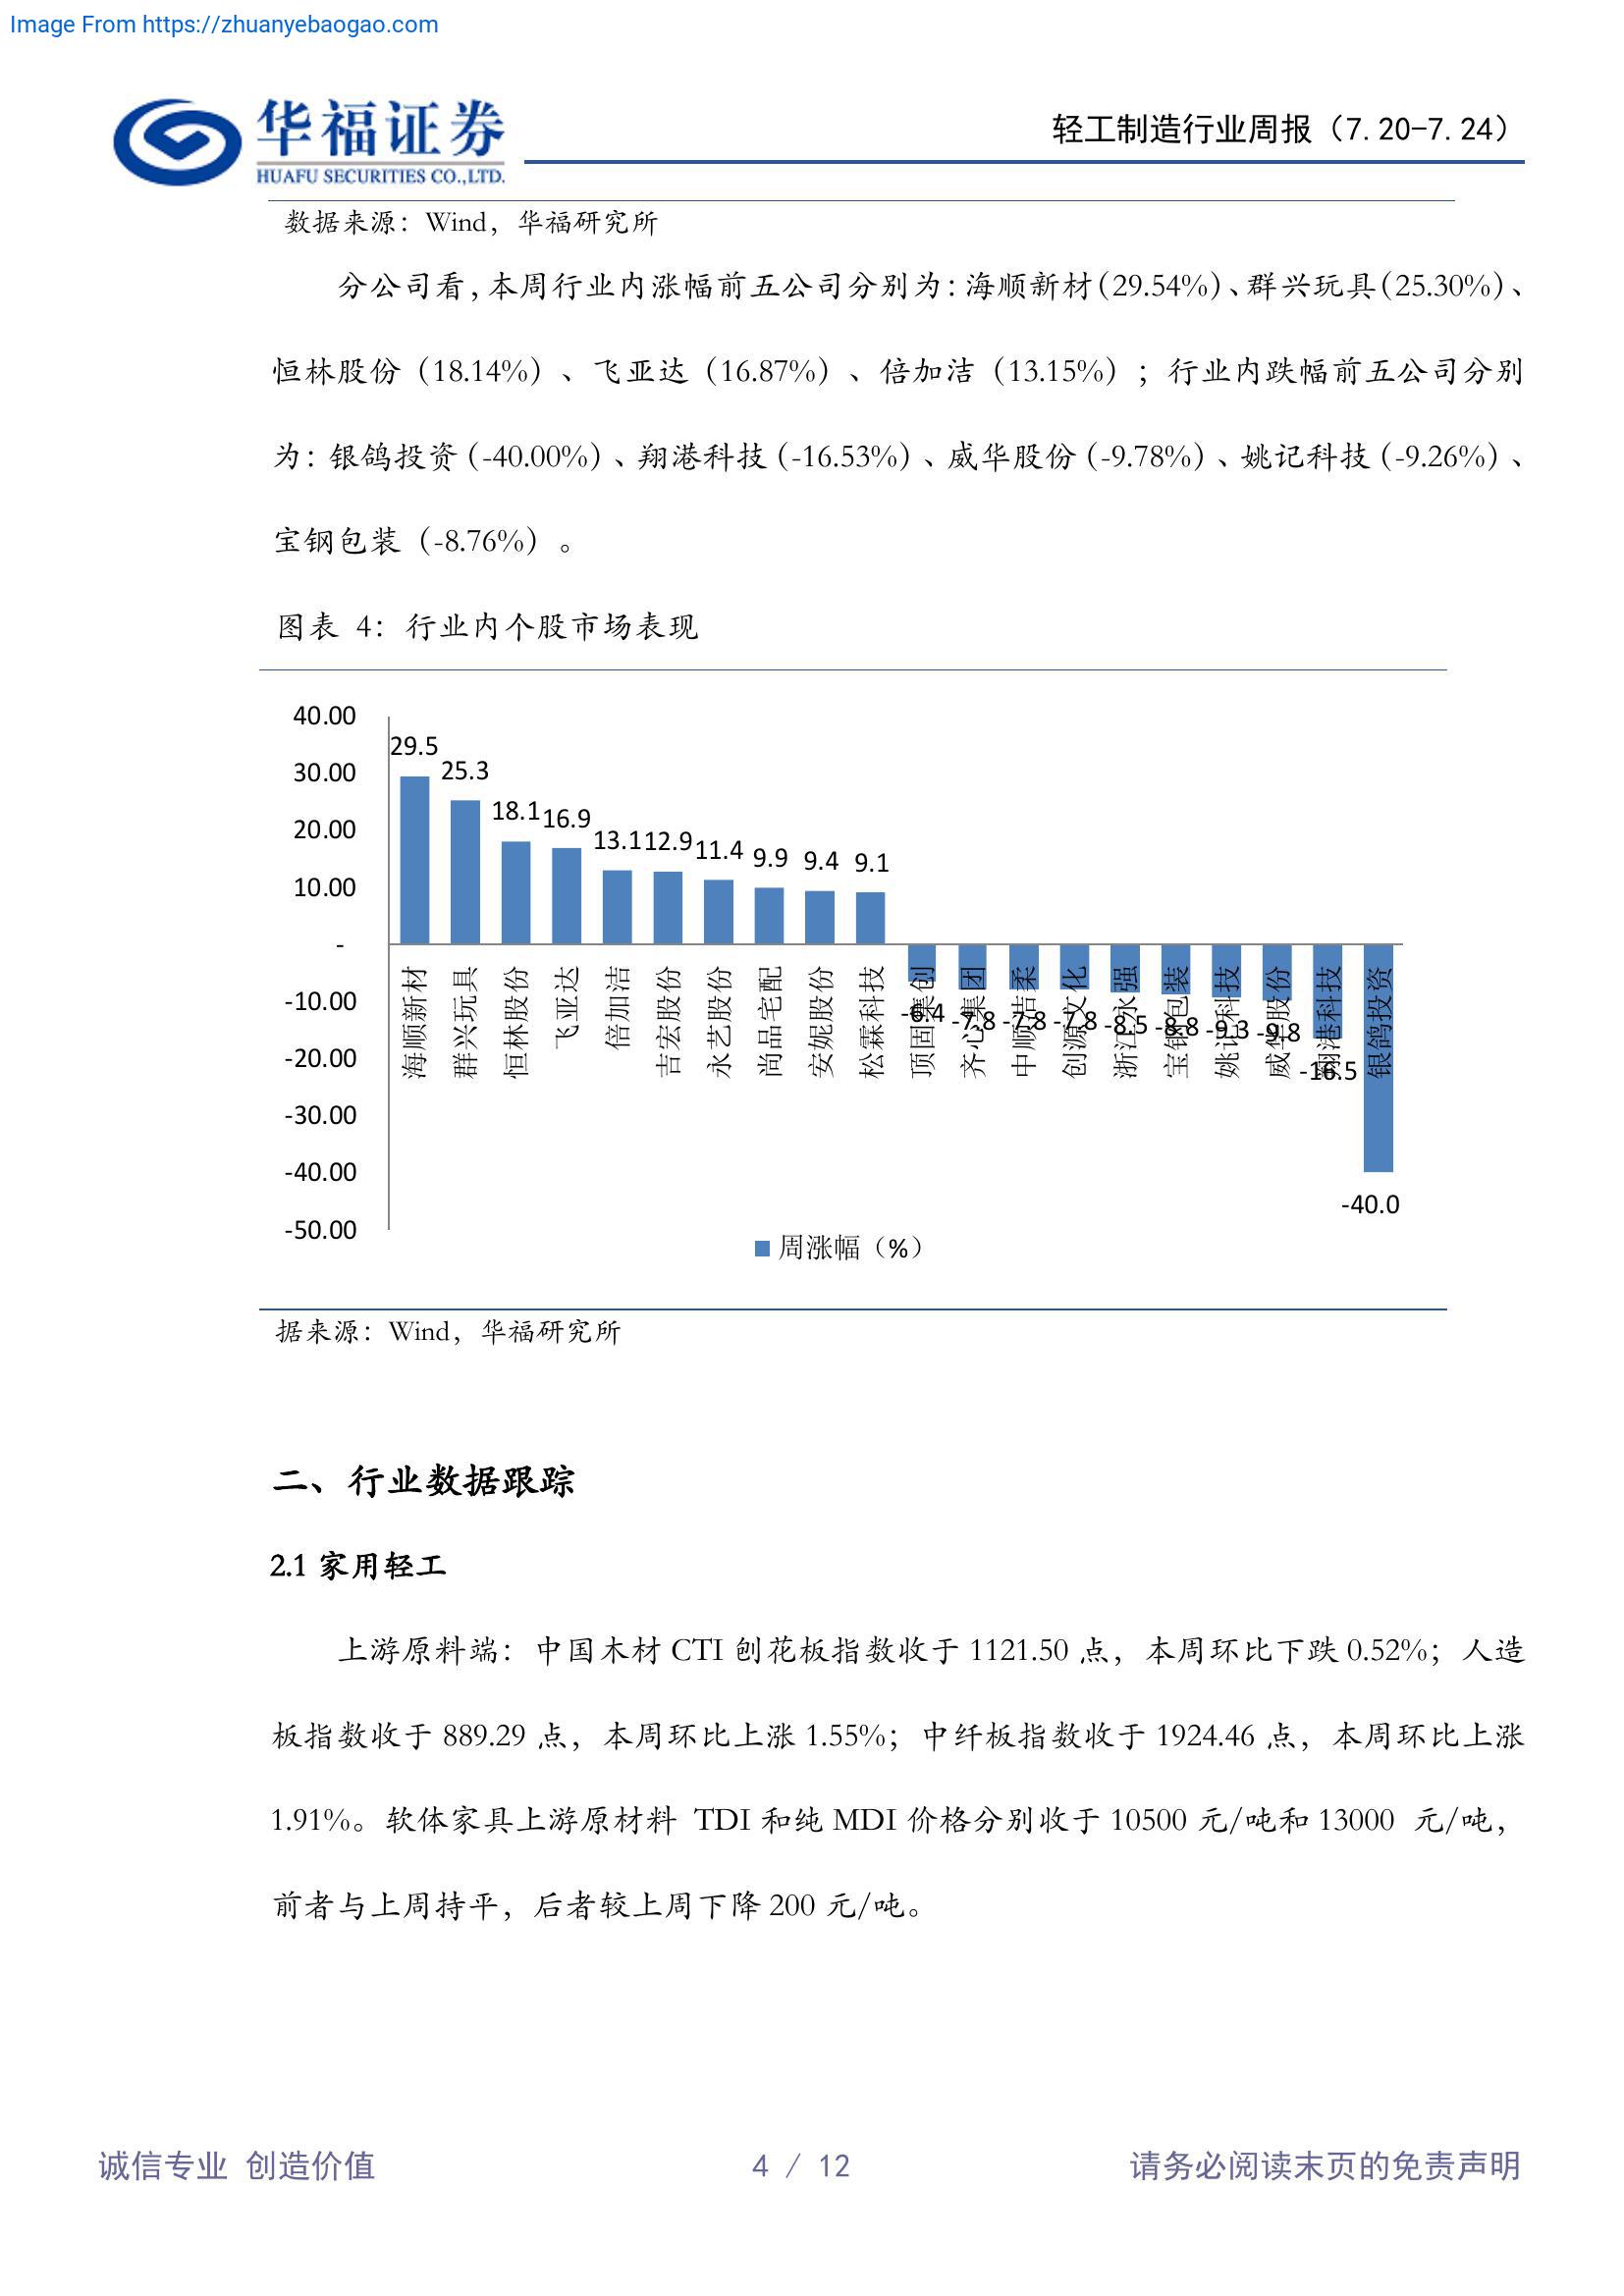 Image From https://zhuanyebaogao.com
华福证券
HUAFU SECURITIES CO.,LTD.
轻工制造行业周报（7.20-7.24）
数据来源：Wind，华福研究所
分公司看，本周行业内涨幅前五公司分别为：海顺新材（29.54%）、群兴玩具（25.30%）、
恒林股份（18.14%）、飞亚达（16.87%）、倍加洁（13.15%）；行业内跌幅前五公司分别
为：银鸽投资（-40.00%）、翔港科技（-16.53%）、威华股份（-9.78%）、姚记科技（-9.26%）、
宝钢包装（-8.76%）。
图表 4：行业内个股市场表现
40.00
30.00
20.00
10.00
-
-10.00
-20.00
-30.00
-40.00
-50.00
29.5
25.3
18.1
16.9
13.1
12.9
11.4
9.9
9.4
9.1
-6.4
-7.8
-7.8
-7.8
-8.5
-8.8
-9.3
-9.8
-16.5
-40.0
海顺新材
群兴玩具
恒林股份
飞亚达
倍加洁
吉宏股份
永艺股份
尚品宅配
安妮股份
松霖科技
顶固集创
齐心集团
中顺洁柔
创源文化
浙江永强
宝钢包装
姚记科技
威华股份
翔港科技
银鸽投资
周涨幅（%）
据来源：Wind，华福研究所
二、行业数据跟踪
2.1 家用轻工
上游原料端：中国木材 CTI 刨花板指数收于 1121.50 点，本周环比下跌 0.52%；人造
板指数收于 889.29 点，本周环比上涨 1.55%；中纤板指数收于 1924.46 点，本周环比上涨
1.91%。软体家具上游原材料 TDI 和纯 MDI 价格分别收于 10500 元/吨和 13000 元/吨，
前者与上周持平，后者较上周下降 200 元/吨。
诚信专业 创造价值
4 / 12
请务必阅读末页的免责声明